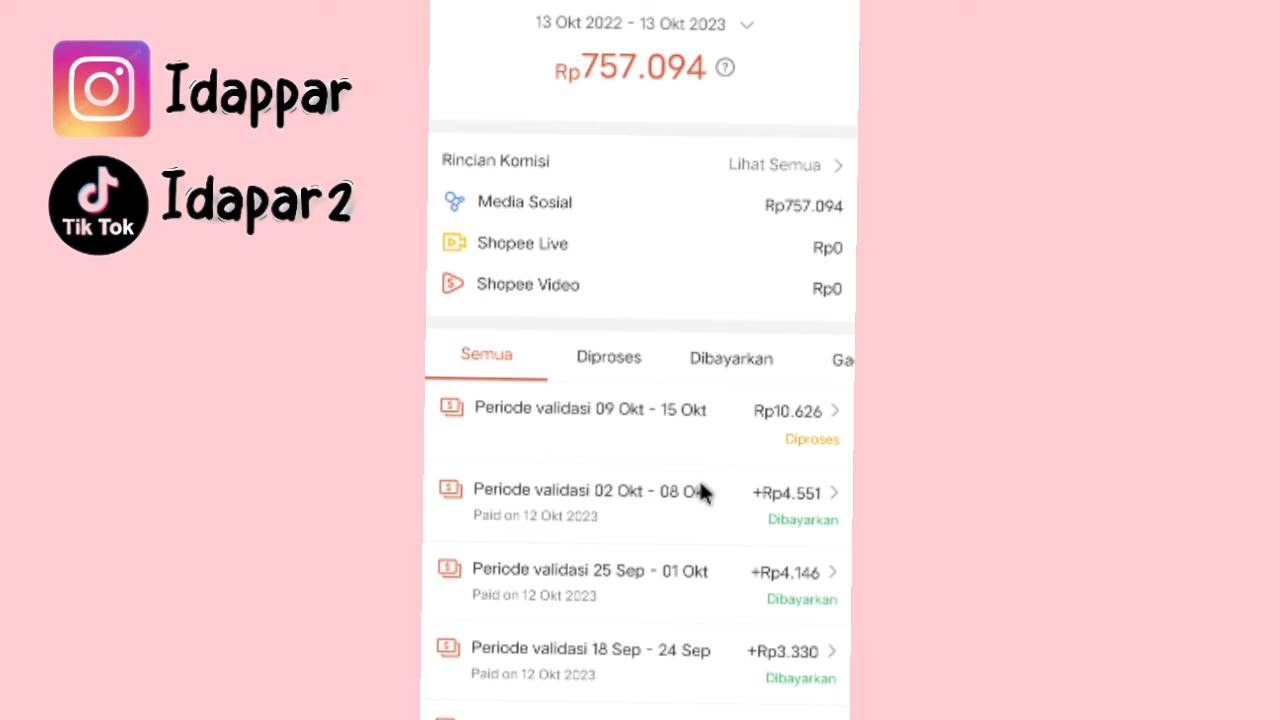 Idappar
Tik Tok
Idapar 2
13 Okt 2022 - 13 Okt 2023
Rp757.094 ?
Rincian Komisi
Lihat Semua
Media Sosial
Rp757.094
Shopee Live
Rp0
Shopee Video
Rp0
Semua
Diproses
Dibayarkan
Periode validasi 09 Okt - 15 Okt
Rp10.626
Diproses
Periode validasi 02 Okt - 08
+Rp4.551
Paid on 12 Okt 2023
Dibayarkan
Periode validasi 25 Sep - 01 Okt
+Rp4.146
Paid on 12 Okt 2023
Dibayarkan
Periode validasi 18 Sep - 24 Sep
+Rp3.330
Paid on 12 Okt 2023
Dibayarkan